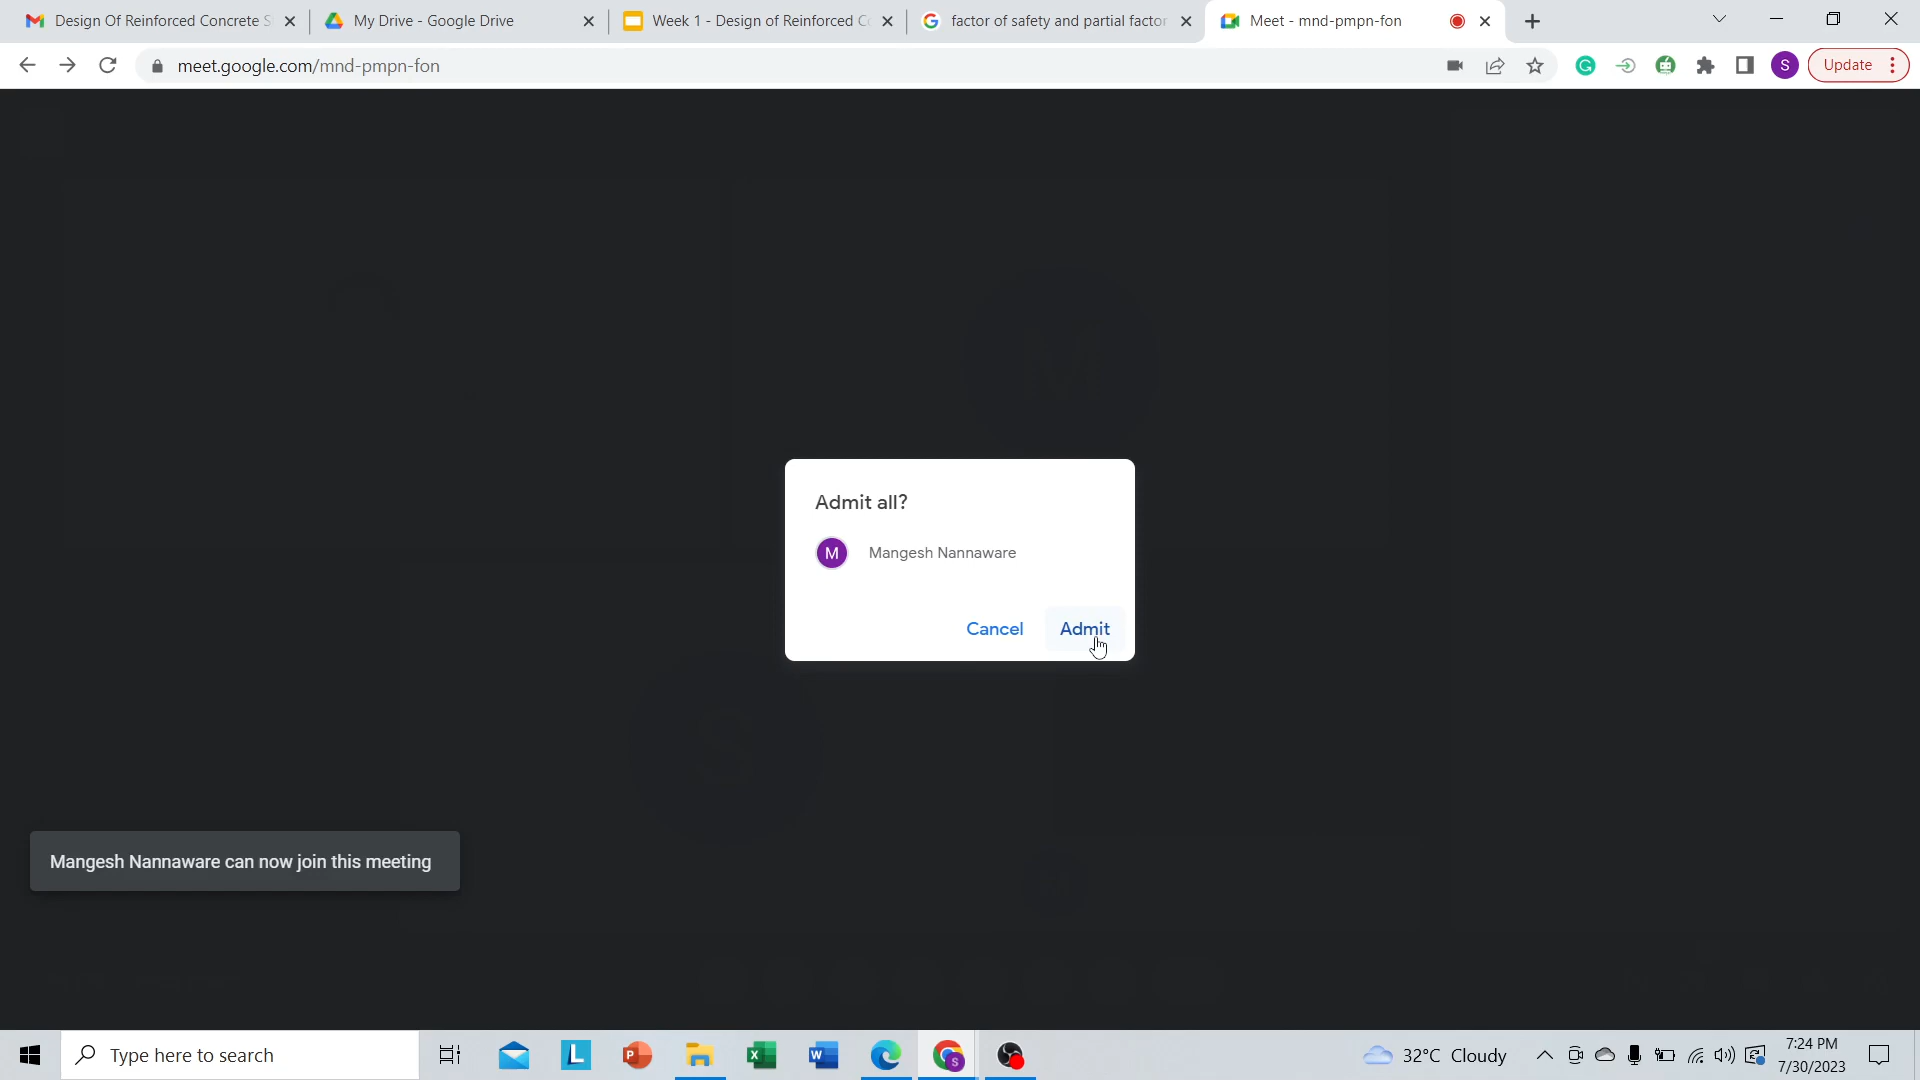 Design Of Reinforced Concrete S
My Drive - Google Drive
Week 1 - Design of Reinforced Co
factor of safety and partial factor
Meet - mnd-pmpn-fon
meet.google.com/mnd-pmpn-fon
S
Update
Admit all?
M Mangesh Nannaware
Cancel Admit
Mangesh Nannaware can now join this meeting
Type here to search
32°C Cloudy
7:24 PM
7/30/2023